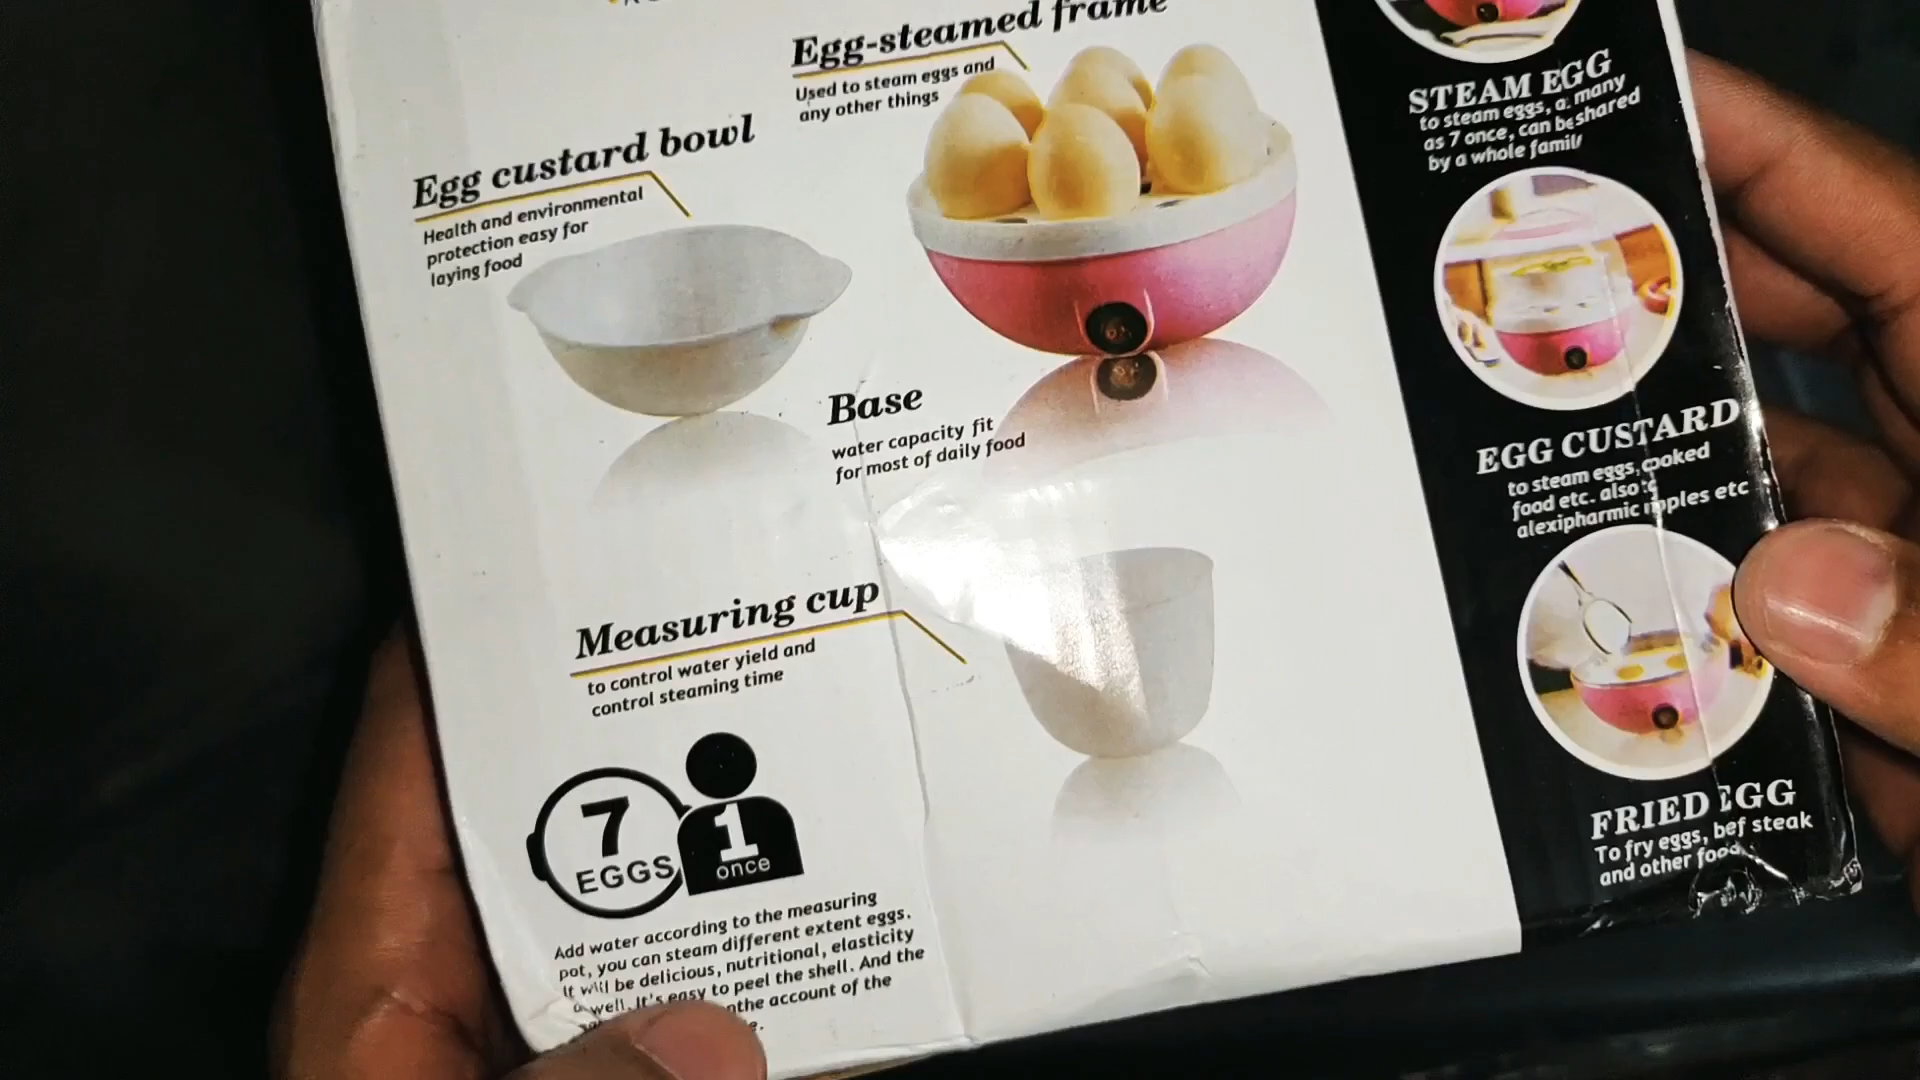 Egg-steamed frame
Used to steam eggs and
any other things
Egg custard bowl
Health and environmental
protection easy for
laying food
Base
water capacity fit
for most of daily food
Measuring cup
to control water yield and
control steaming time
7
EGGS
1
once
Add water according to the measuring
pot, you can steam different extent eggs.
It will be delicious, nutritional, elasticity
well. It's easy to peel the shell. And the
the account of the
STEAM EGG
to steam eggs, a many
as 7 once, can be shared
by a whole family
EGG CUSTARD
to steam eggs, cooked
food etc. also
alexipharmic etc
FRIED EGG
To fry eggs, bef steak
and other food